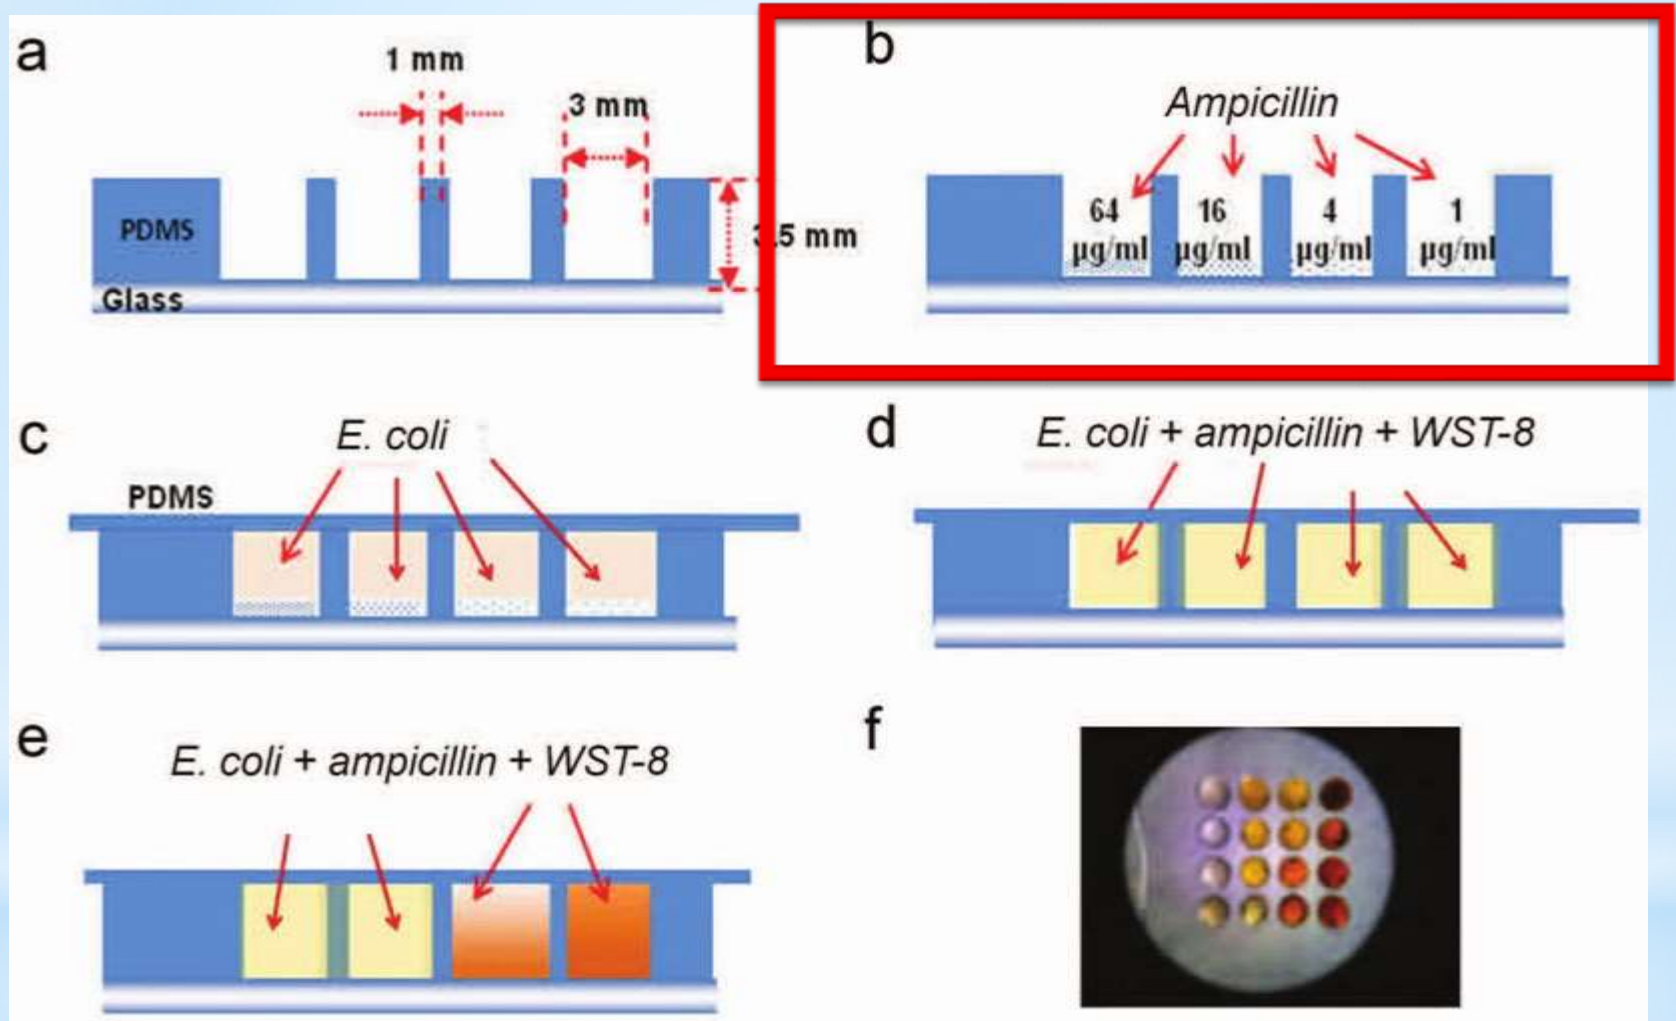 a
1 mm
3 mm
PDMS
.5 mm
Glass
b
Ampicillin
64 16 4 1
µg/ml µg/ml µg/ml µg/ml
c
E. coli
PDMS
d
E. coli + ampicillin + WST-8
e
E. coli + ampicillin + WST-8
f